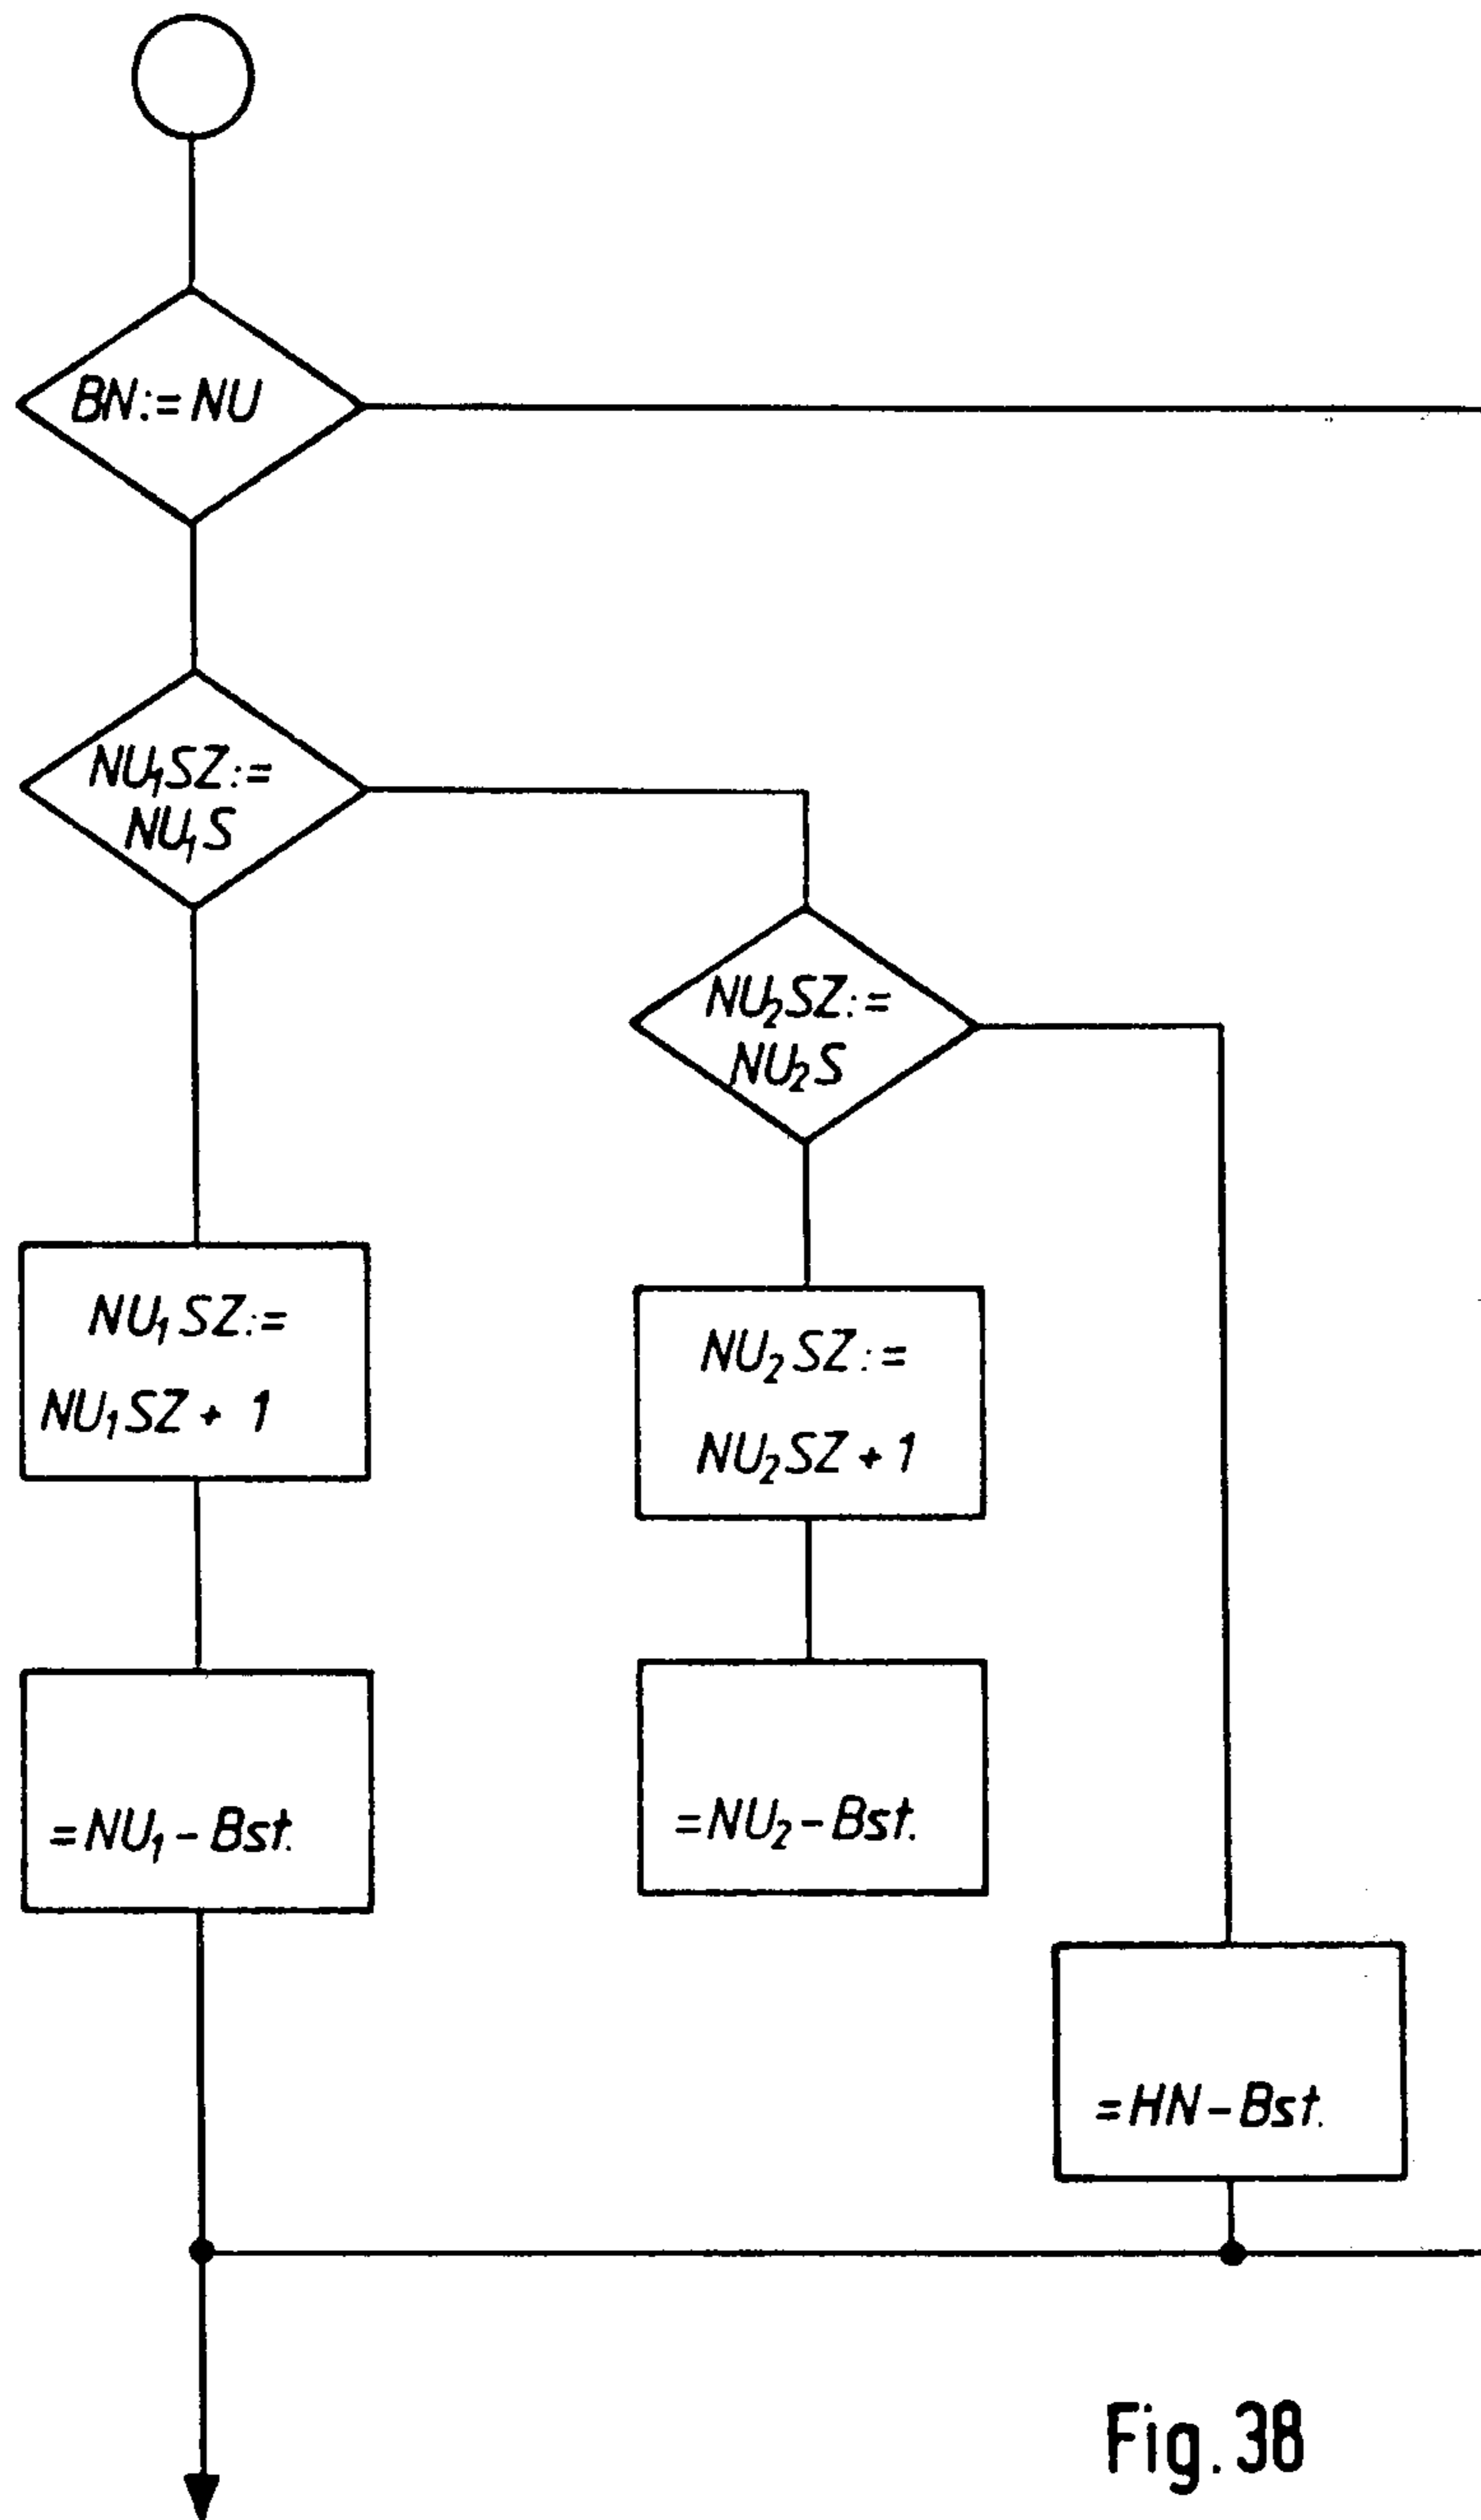 BN:=NU
NU₁SZ:=
NU₁S
NU₂SZ:=
NU₂S
NU₁SZ:=
NU₁SZ + 1
NU₂SZ:=
NU₂SZ + 1
=NU₁-Bst.
=NU₂-Bst.
=HN-Bst.
Fig. 38